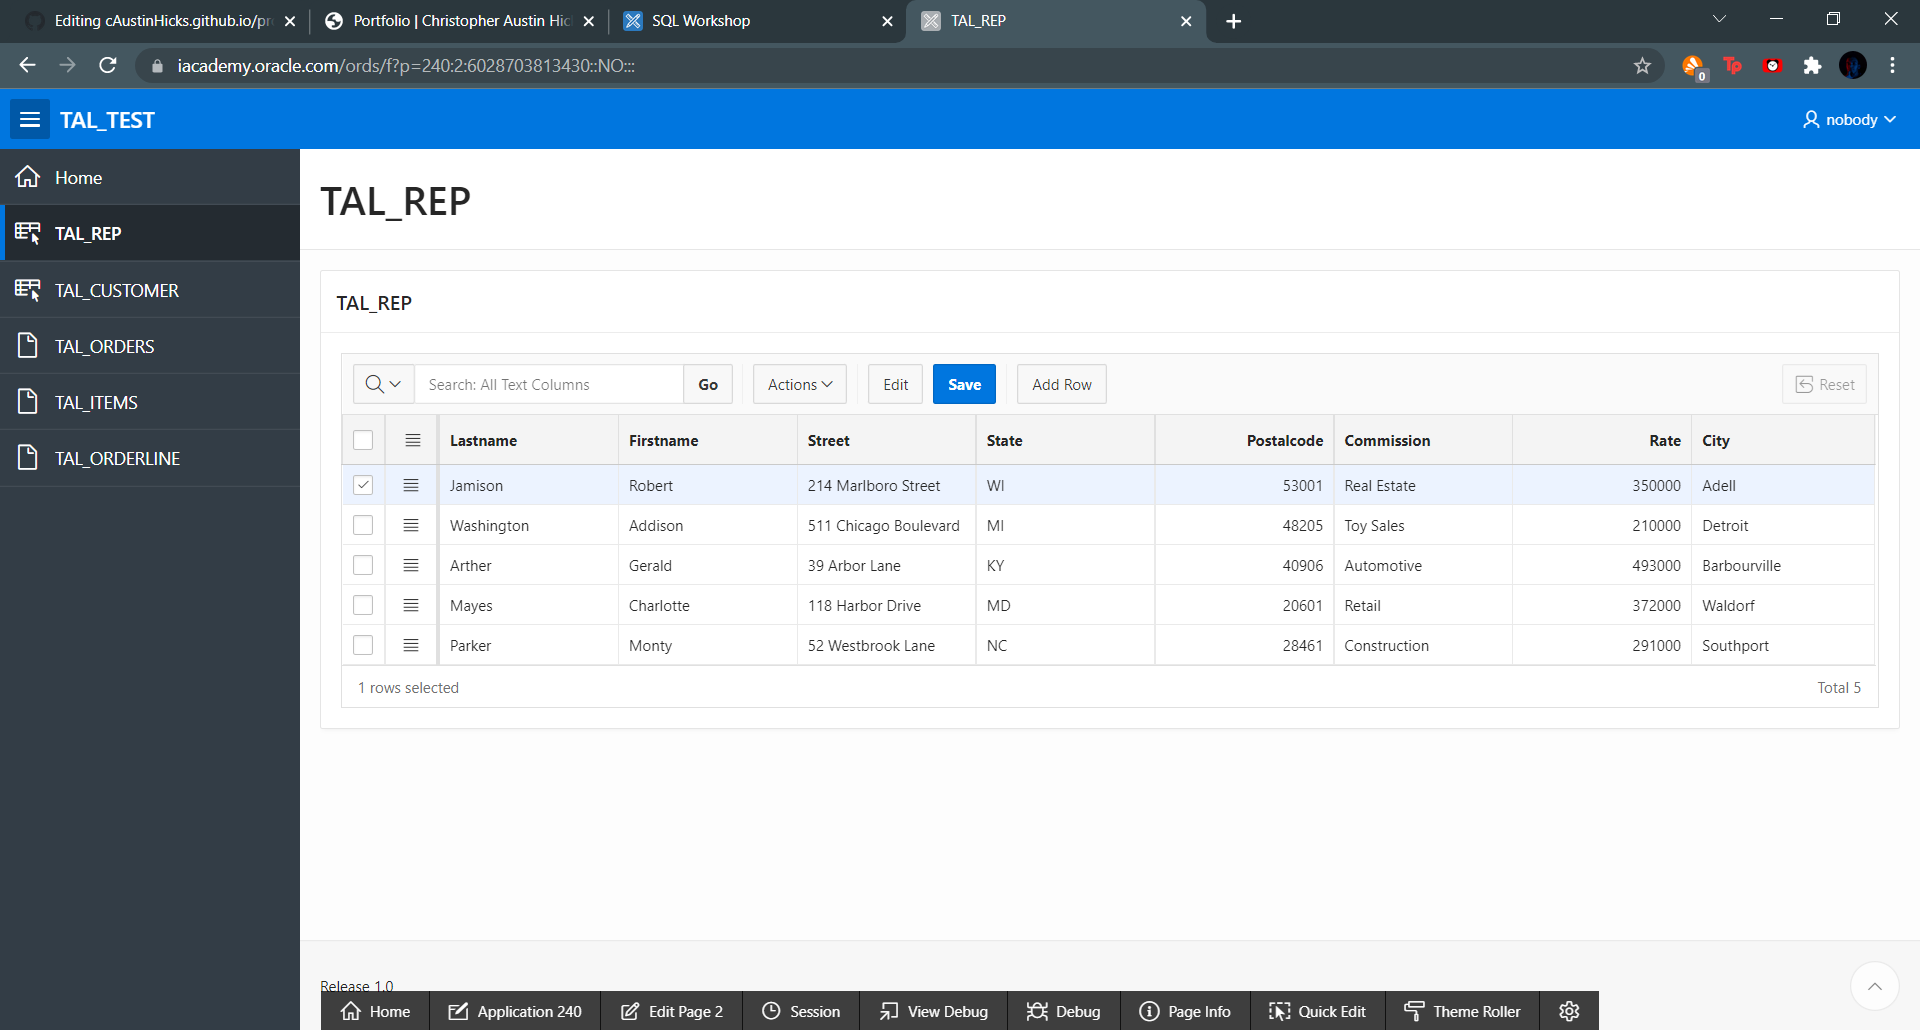 Editing cAustinHicks.github.io/pr
Portfolio | Christopher Austin Hic
SQL Workshop
TAL_REP
iacademy.oracle.com/ords/f?p=240:2:6028703813430::NO:::
0
Tp
TAL_TEST
nobody
Home
TAL_REP
TAL_CUSTOMER
TAL_ORDERS
TAL_ITEMS
TAL_ORDERLINE
TAL_REP
TAL_REP
Search: All Text Columns Go Actions Edit Save Add Row Reset
Lastname Firstname Street State Postalcode Commission Rate City
Jamison Robert 214 Marlboro Street WI 53001 Real Estate 350000 Adell
Washington Addison 511 Chicago Boulevard MI 48205 Toy Sales 210000 Detroit
Arther Gerald 39 Arbor Lane KY 40906 Automotive 493000 Barbourville
Mayes Charlotte 118 Harbor Drive MD 20601 Retail 372000 Waldorf
Parker Monty 52 Westbrook Lane NC 28461 Construction 291000 Southport
1 rows selected Total 5
Release 1.0
Home Application 240 Edit Page 2 Session View Debug Debug Page Info Quick Edit Theme Roller